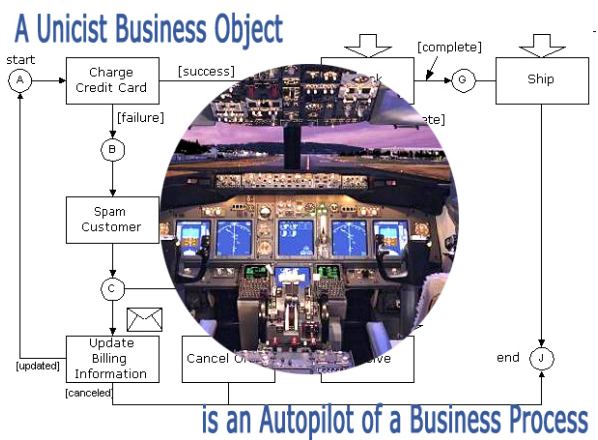 A Unicist Business Object
[complete]
start
A
Charge
Credit Card
[success]
G
Ship
[failure]
B
Spam
Customer
C
Update
Billing
Information
[updated]
[canceled]
Cancel
end
J
is an Autopilot of a Business Process